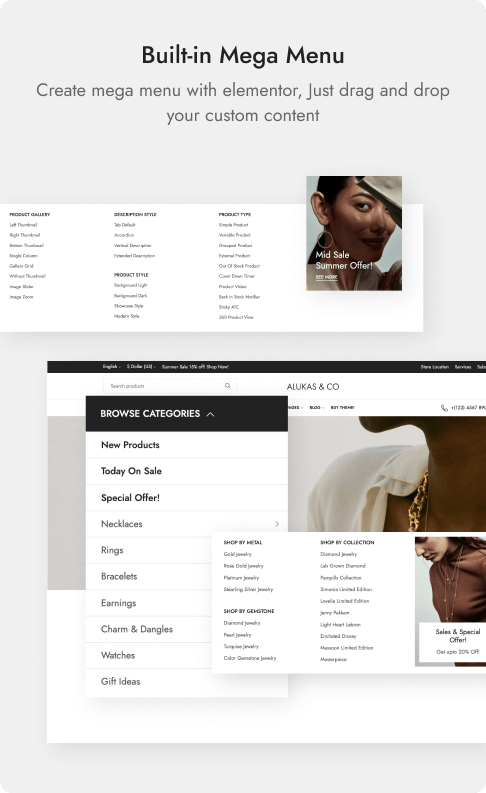 Built-in Mega Menu
Create mega menu with elementor, Just drag and drop
your custom content
PRODUCT GALLERY
Left Thumbnail
Right Thumbnail
Bottom Thumbnail
Single Column
Gallery Grid
Without Thumbnail
Image Slider
Image Zoom
DESCRIPTION STYLE
Tab Default
Accordion
Vertical Description
Extended Description
PRODUCT STYLE
Background Light
Background Dark
Showcase Style
Modern Style
PRODUCT TYPE
Simple Product
Variable Product
Grouped Product
External Product
Out Of Stock Product
Count Down Timer
Product Video
Back In Stock Notifier
Sticky ATC
360 Product View
Mid Sale
Summer Offer!
SEE MORE
English $ Dollar (US) Summer Sale 15% off! Shop Now! Store Location Services
Search products
ALUKAS & CO
BLOG BUY THEME!
+(123) 4567 890
BROWSE CATEGORIES
New Products
Today On Sale
Special Offer!
Necklaces
Rings
Bracelets
Earnings
Charm & Dangles
Watches
Gift Ideas
SHOP BY METAL
Gold Jewelry
Rose Gold Jewelry
Platinum Jewelry
Stearling Silver Jewelry
SHOP BY GEMSTONE
Diamond Jewelry
Pearl Jewelry
Turquoise Jewelry
Color Gemstone Jewelry
SHOP BY COLLECTION
Diamond Jewelry
Lab Grown Diamond
Pampills Collection
Simonia Limited Edition
Lovelia Limited Edition
Jenny Pakham
Light Heart Lebron
Enchated Disney
Massoon Limited Edition
Masterpiece
Sales & Special
Offer!
Get upto 20% Off!